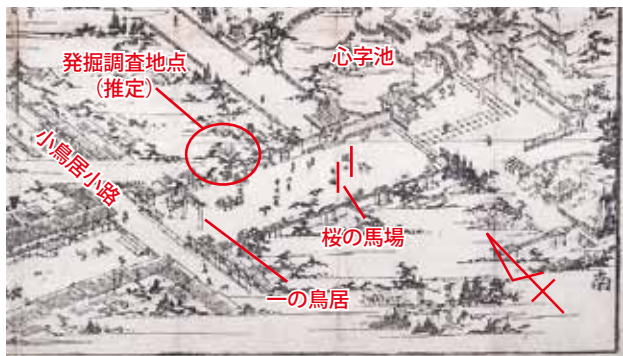 発掘調査地点
（推定）
心字池
小鳥居小路
桜の馬場
一の鳥居
南